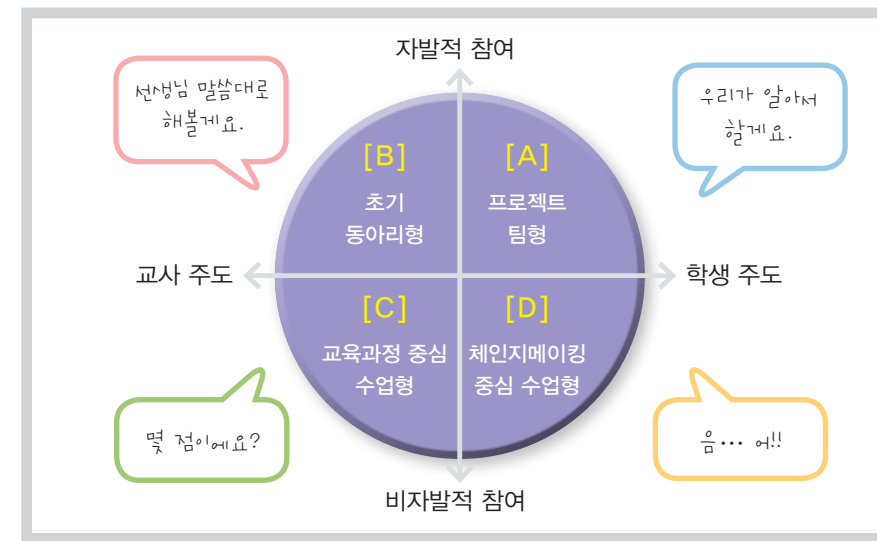 자발적 참여
선생님 말씀대로
해볼게요.
우리가 알아서
할게요.
[B]
초기
동아리형
[A]
프로젝트
팀형
교사 주도
학생 주도
[C]
교육과정 중심
수업형
[D]
체인지메이킹
중심 수업형
몇 점이에요?
음··· 어!!
비자발적 참여